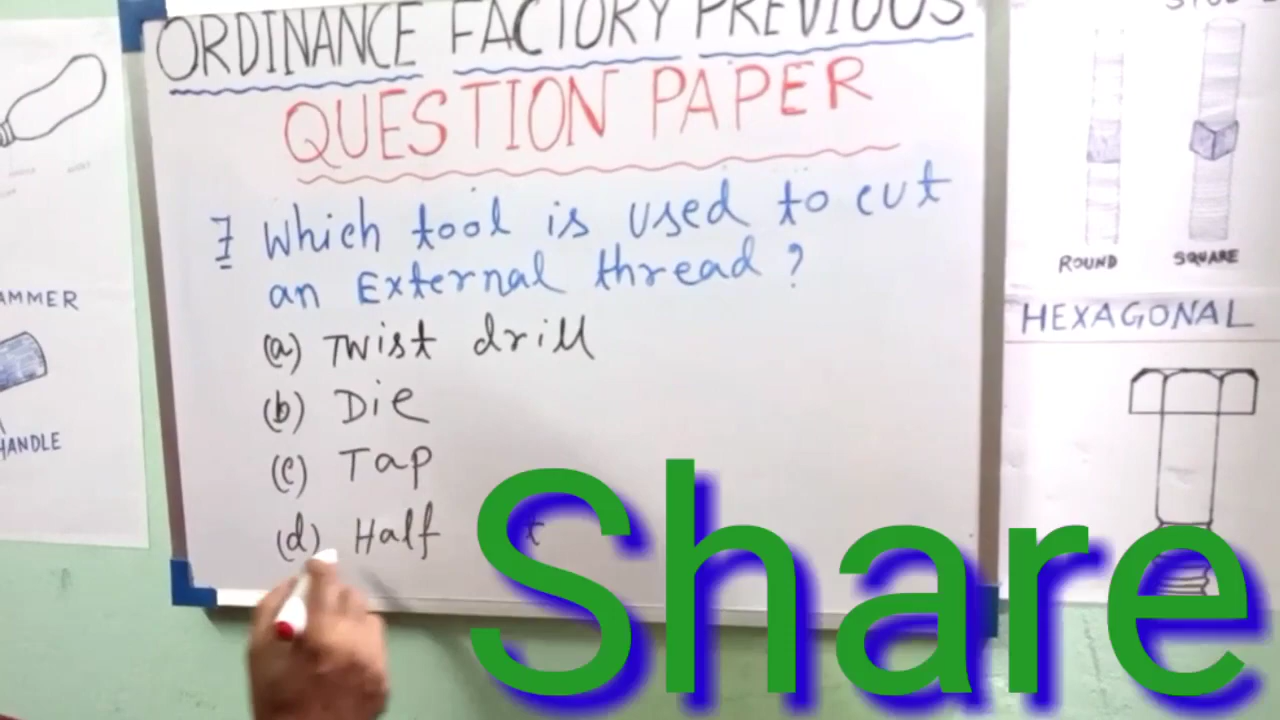 ORDINANCE FACTORY PREVIOUS
QUESTION PAPER
I Which tool is used to cut
an External thread?
(a) Twist drill
(b) Die
(c) Tap
(d) Half
Share
AMMER
HANDLE
ROUND SQUARE
HEXAGONAL